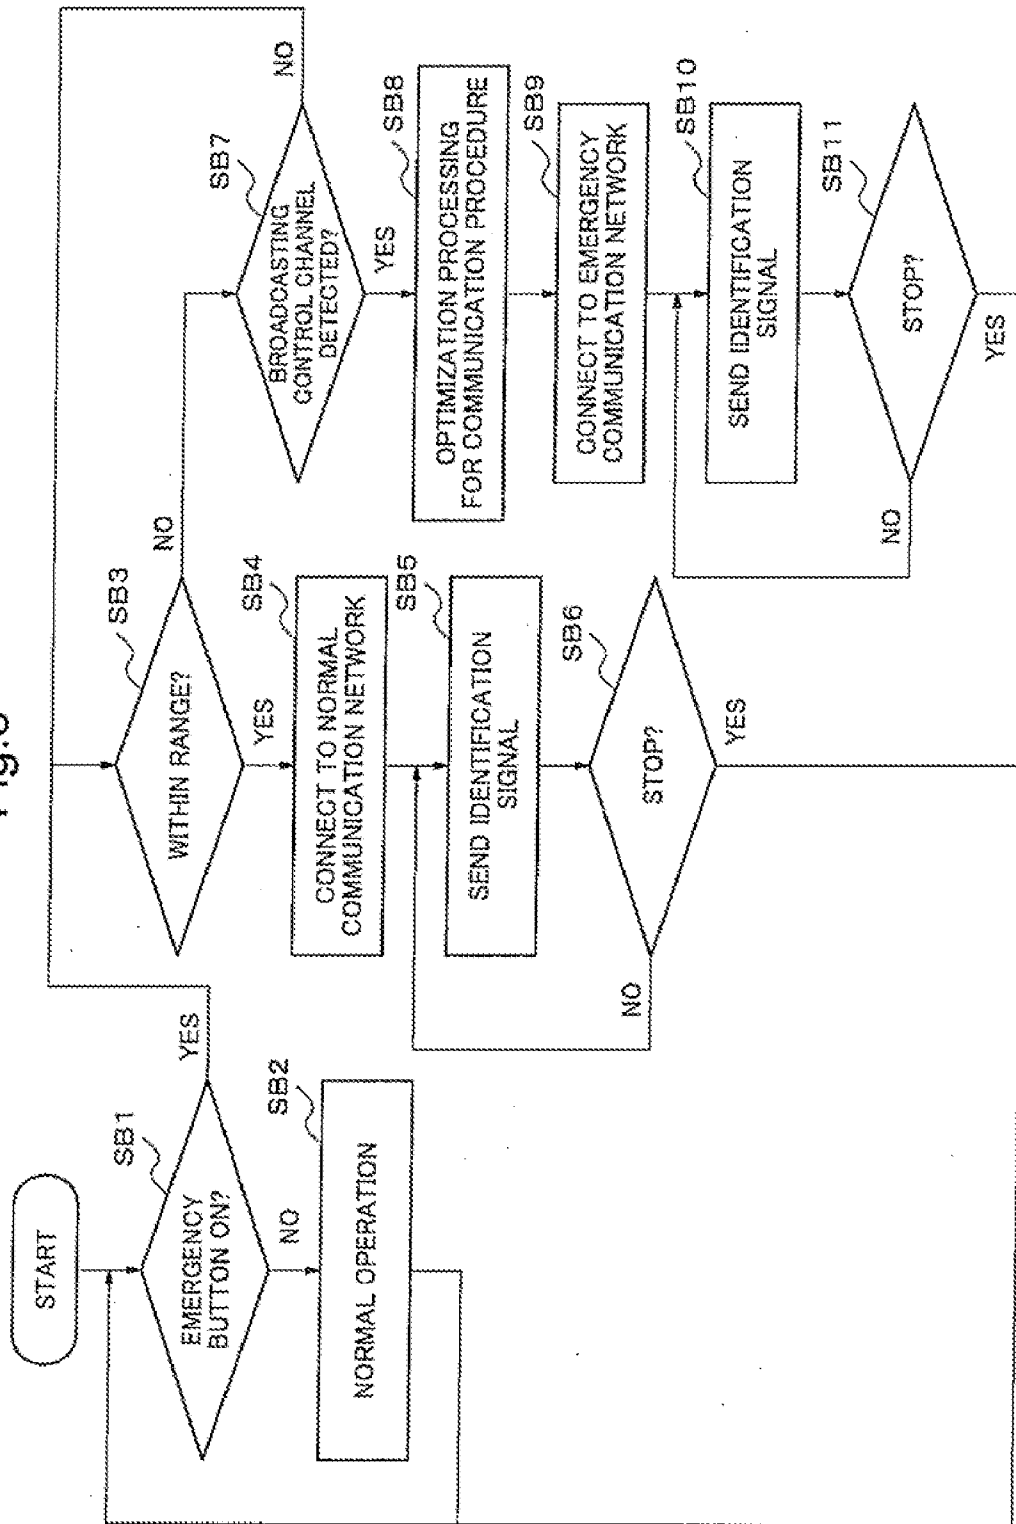 START
SB1
EMERGENCY
BUTTON ON?
YES
NO
SB2
NORMAL OPERATION
SB3
WITHIN RANGE?
NO
YES
SB4
CONNECT TO NORMAL
COMMUNICATION NETWORK
SB5
SEND IDENTIFICATION
SIGNAL
SB6
STOP?
NO
YES
SB7
BROADCASTING
CONTROL CHANNEL
DETECTED?
NO
YES
SB8
OPTIMIZATION PROCESSING
FOR COMMUNICATION PROCEDURE
SB9
CONNECT TO EMERGENCY
COMMUNICATION NETWORK
SB10
SEND IDENTIFICATION
SIGNAL
SB11
STOP?
NO
YES